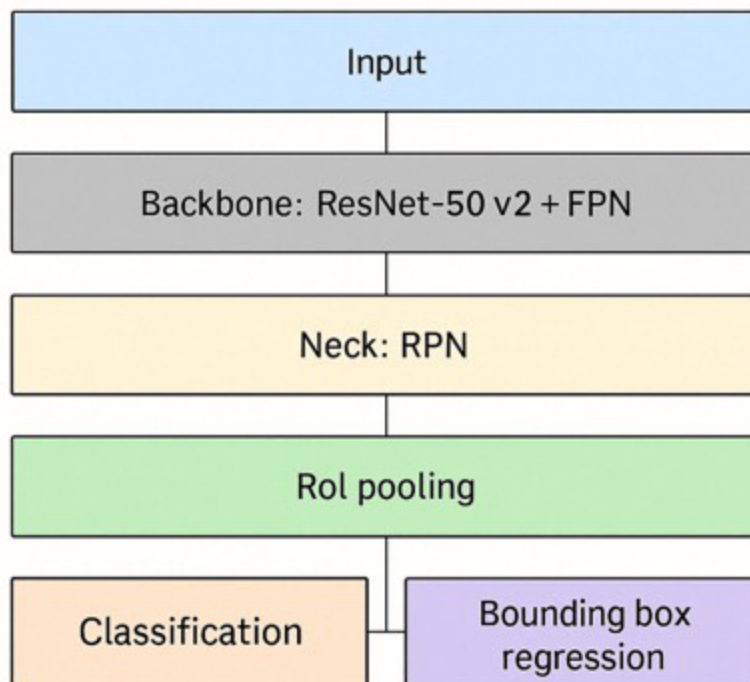 Input
Backbone: ResNet-50 v2 + FPN
Neck: RPN
RoI pooling
Classification
Bounding box
regression